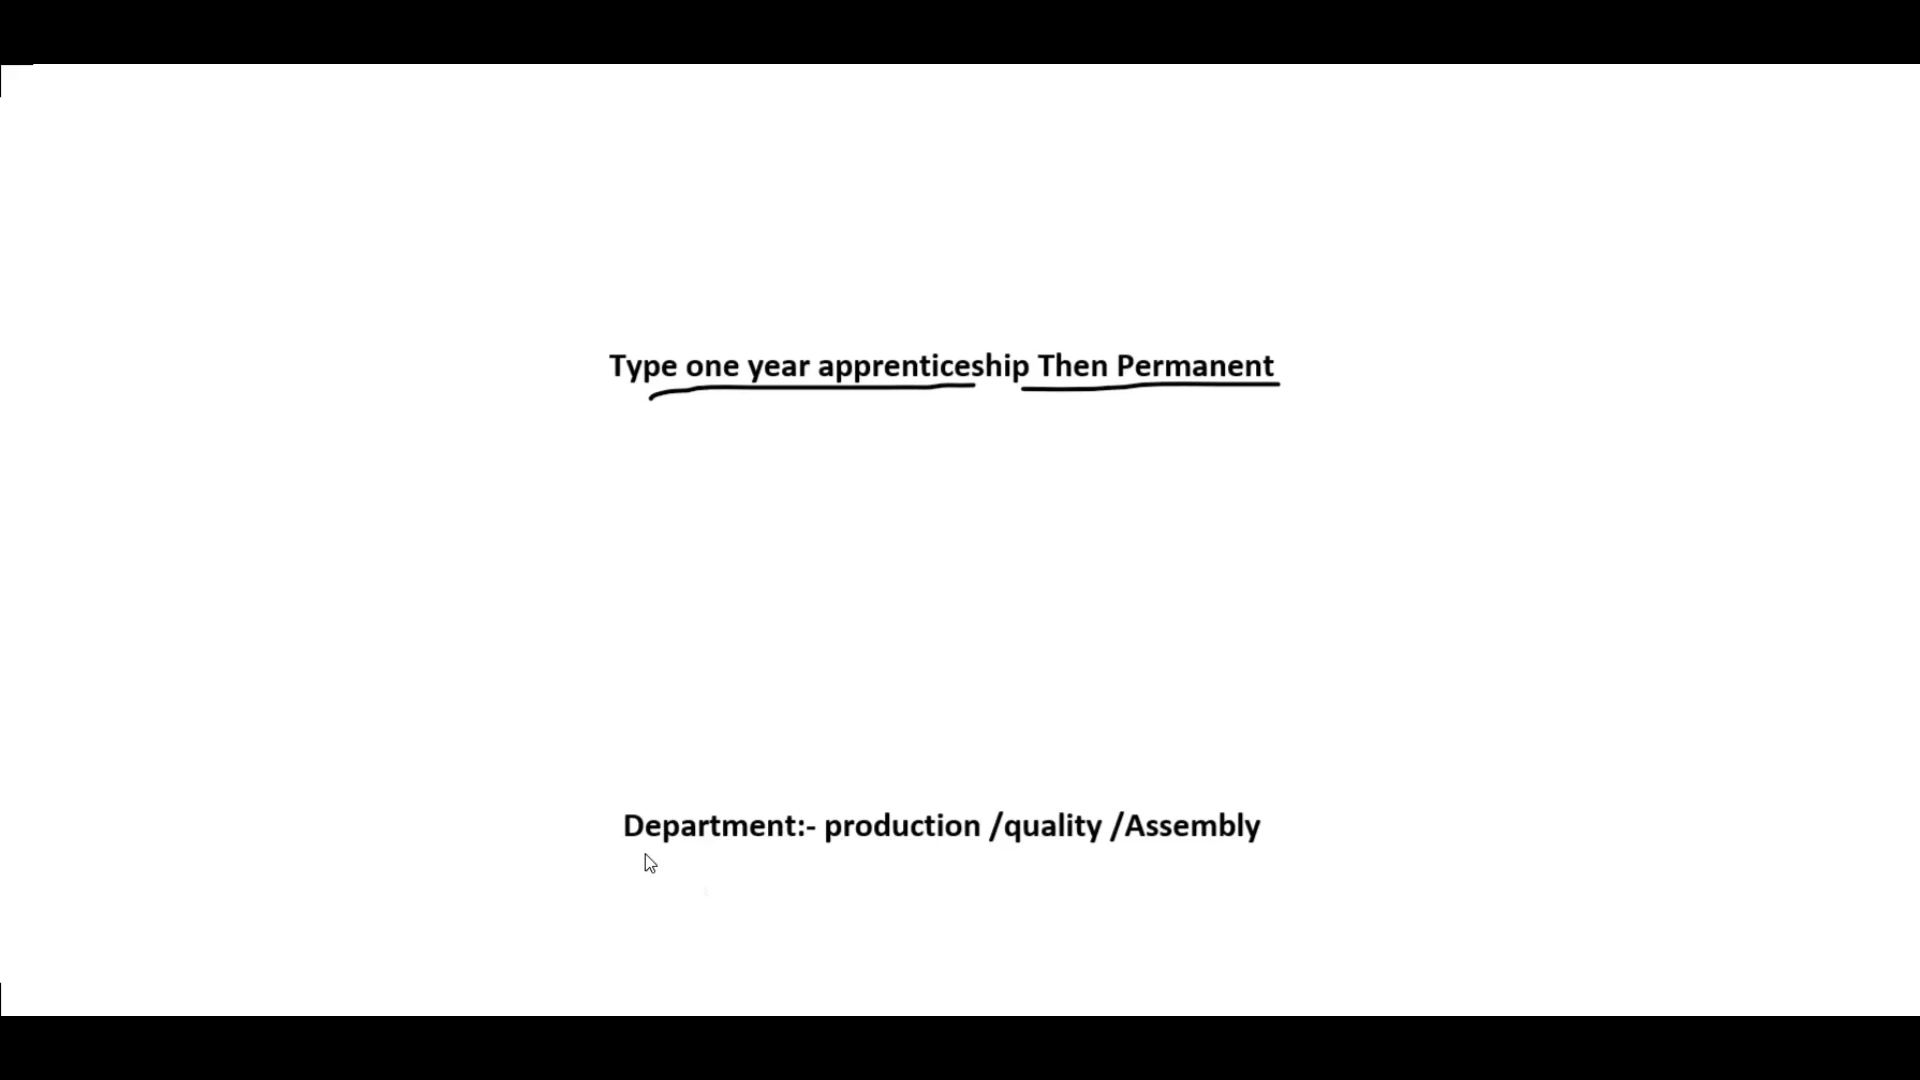 Type one year apprenticeship Then Permanent
Department:- production /quality /Assembly